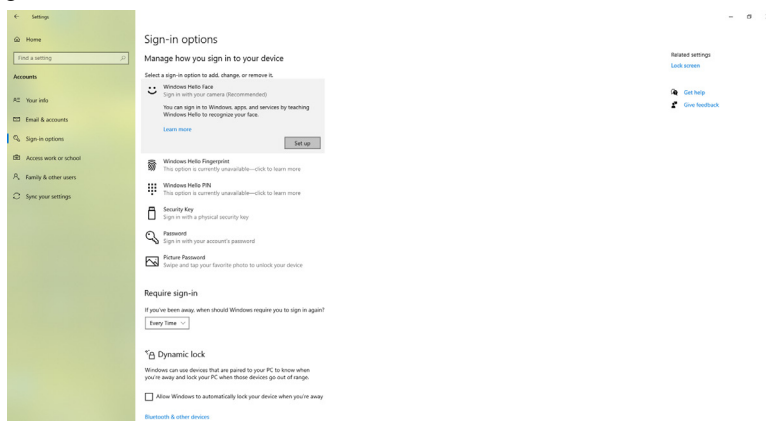 Settings
Home
Find a setting
Accounts
Your info
Email & accounts
Sign-in options
Access work or school
Family & other users
Sync your settings
Sign-in options
Manage how you sign in to your device
Select a sign-in option to add, change, or remove it.
Windows Hello Face
Sign in with your camera (Recommended)
You can sign in to Windows, apps, and services by teaching
Windows Hello to recognize your face.
Learn more
Set up
Windows Hello Fingerprint
This option is currently unavailable—click to learn more
Windows Hello PIN
This option is currently unavailable—click to learn more
Security Key
Sign in with a physical security key
Password
Sign in with your account's password
Picture Password
Swipe and tap your favorite photo to unlock your device
Require sign-in
If you've been away, when should Windows require you to sign in again?
Every Time
Dynamic lock
Windows can use devices that are paired to your PC to know when
you're away and lock your PC when those devices go out of range.
Allow Windows to automatically lock your device when you're away
Bluetooth & other devices
Related settings
Lock screen
Get help
Give feedback